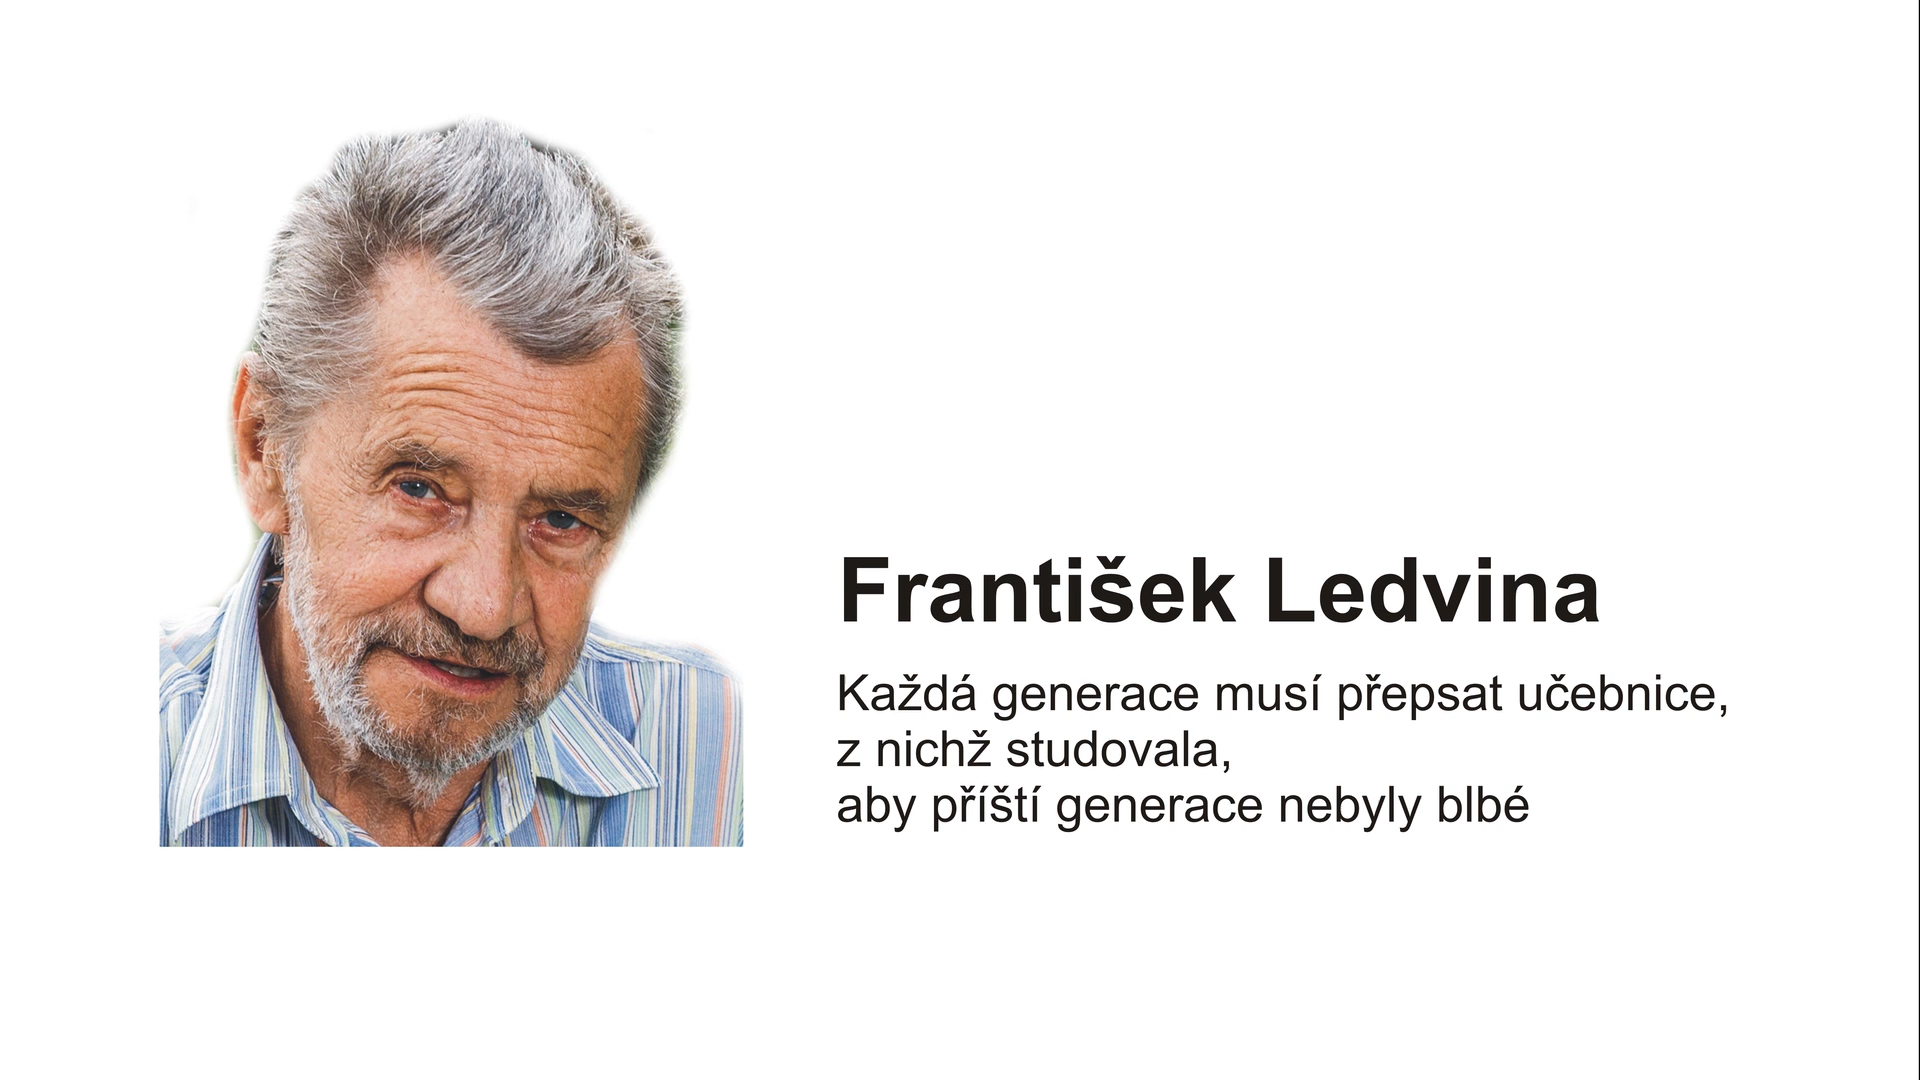 František Ledvina
Každá generace musí přepsat učebnice,
z nichž studovala,
aby příští generace nebyly blbé